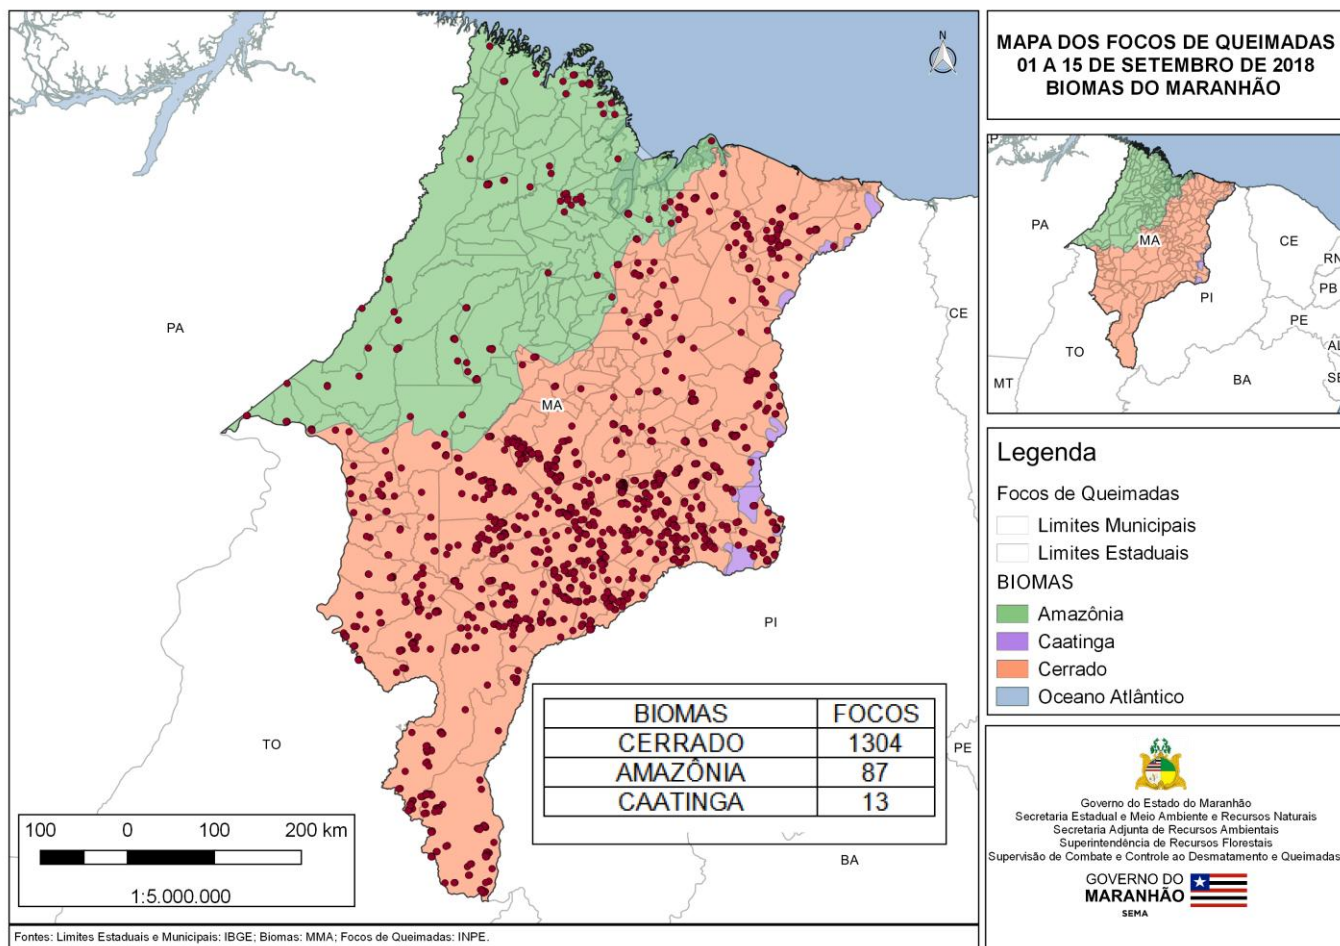 MAPA DOS FOCOS DE QUEIMADAS
01 A 15 DE SETEMBRO DE 2018
BIOMAS DO MARANHÃO
N
PA
CE
MA
PI
TO
PE
BA
PA
MA
CE
RN
PB
PI
PE
AL
TO
SE
BA
MT
Legenda
Focos de Queimadas
Limites Municipais
Limites Estaduais
BIOMAS
Amazônia
Caatinga
Cerrado
Oceano Atlântico
BIOMAS FOCOS
CERRADO 1304
AMAZÔNIA 87
CAATINGA 13
100 0 100 200 km
1:5.000.000
Governo do Estado do Maranhão
Secretaria Estadual e Meio Ambiente e Recursos Naturais
Secretaria Adjunta de Recursos Ambientais
Superintendência de Recursos Florestais
Supervisão de Combate e Controle ao Desmatamento e Queimadas
GOVERNO DO
MARANHÃO
SEMA
Fontes: Limites Estaduais e Municipais: IBGE; Biomas: MMA; Focos de Queimadas: INPE.